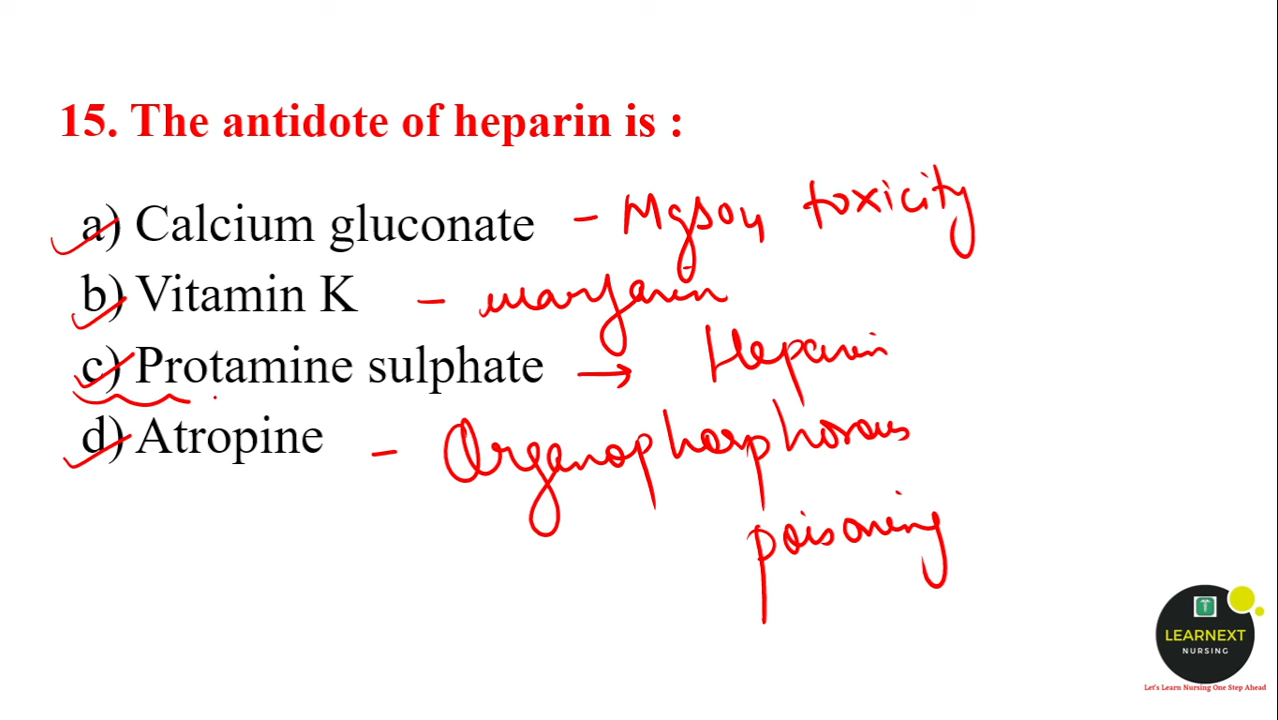 15. The antidote of heparin is :
a) Calcium gluconate - MgSO4 toxicity
b) Vitamin K - warfarin
c) Protamine sulphate → Heparin
d) Atropine - Organophosphorous
poisoning
LEARNEXT
NURSING
Let's Learn Nursing One Step Ahead